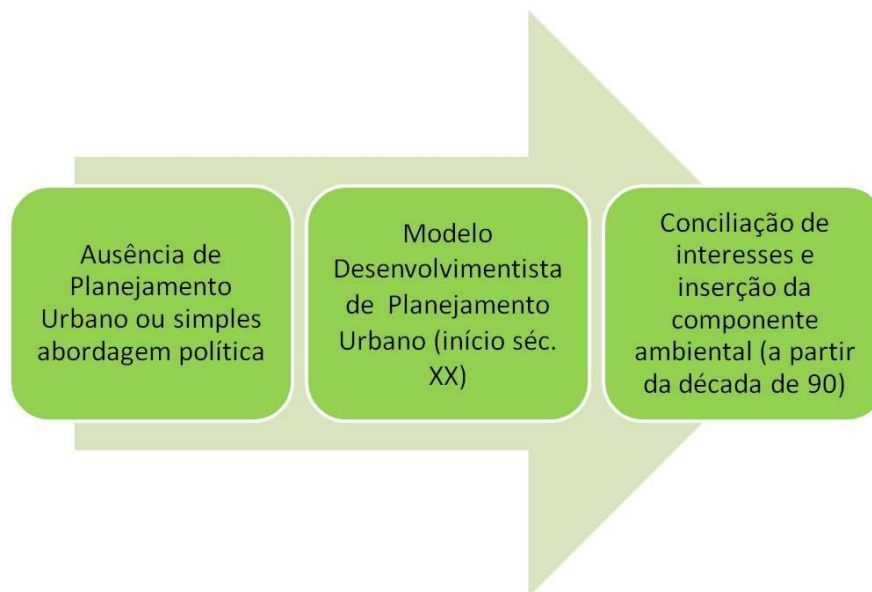 Ausência de
Planejamento
Urbano ou simples
abordagem política
Modelo
Desenvolvimentista
de Planejamento
Urbano (início séc.
XX)
Conciliação de
interesses e
inserção da
componente
ambiental (a partir
da década de 90)